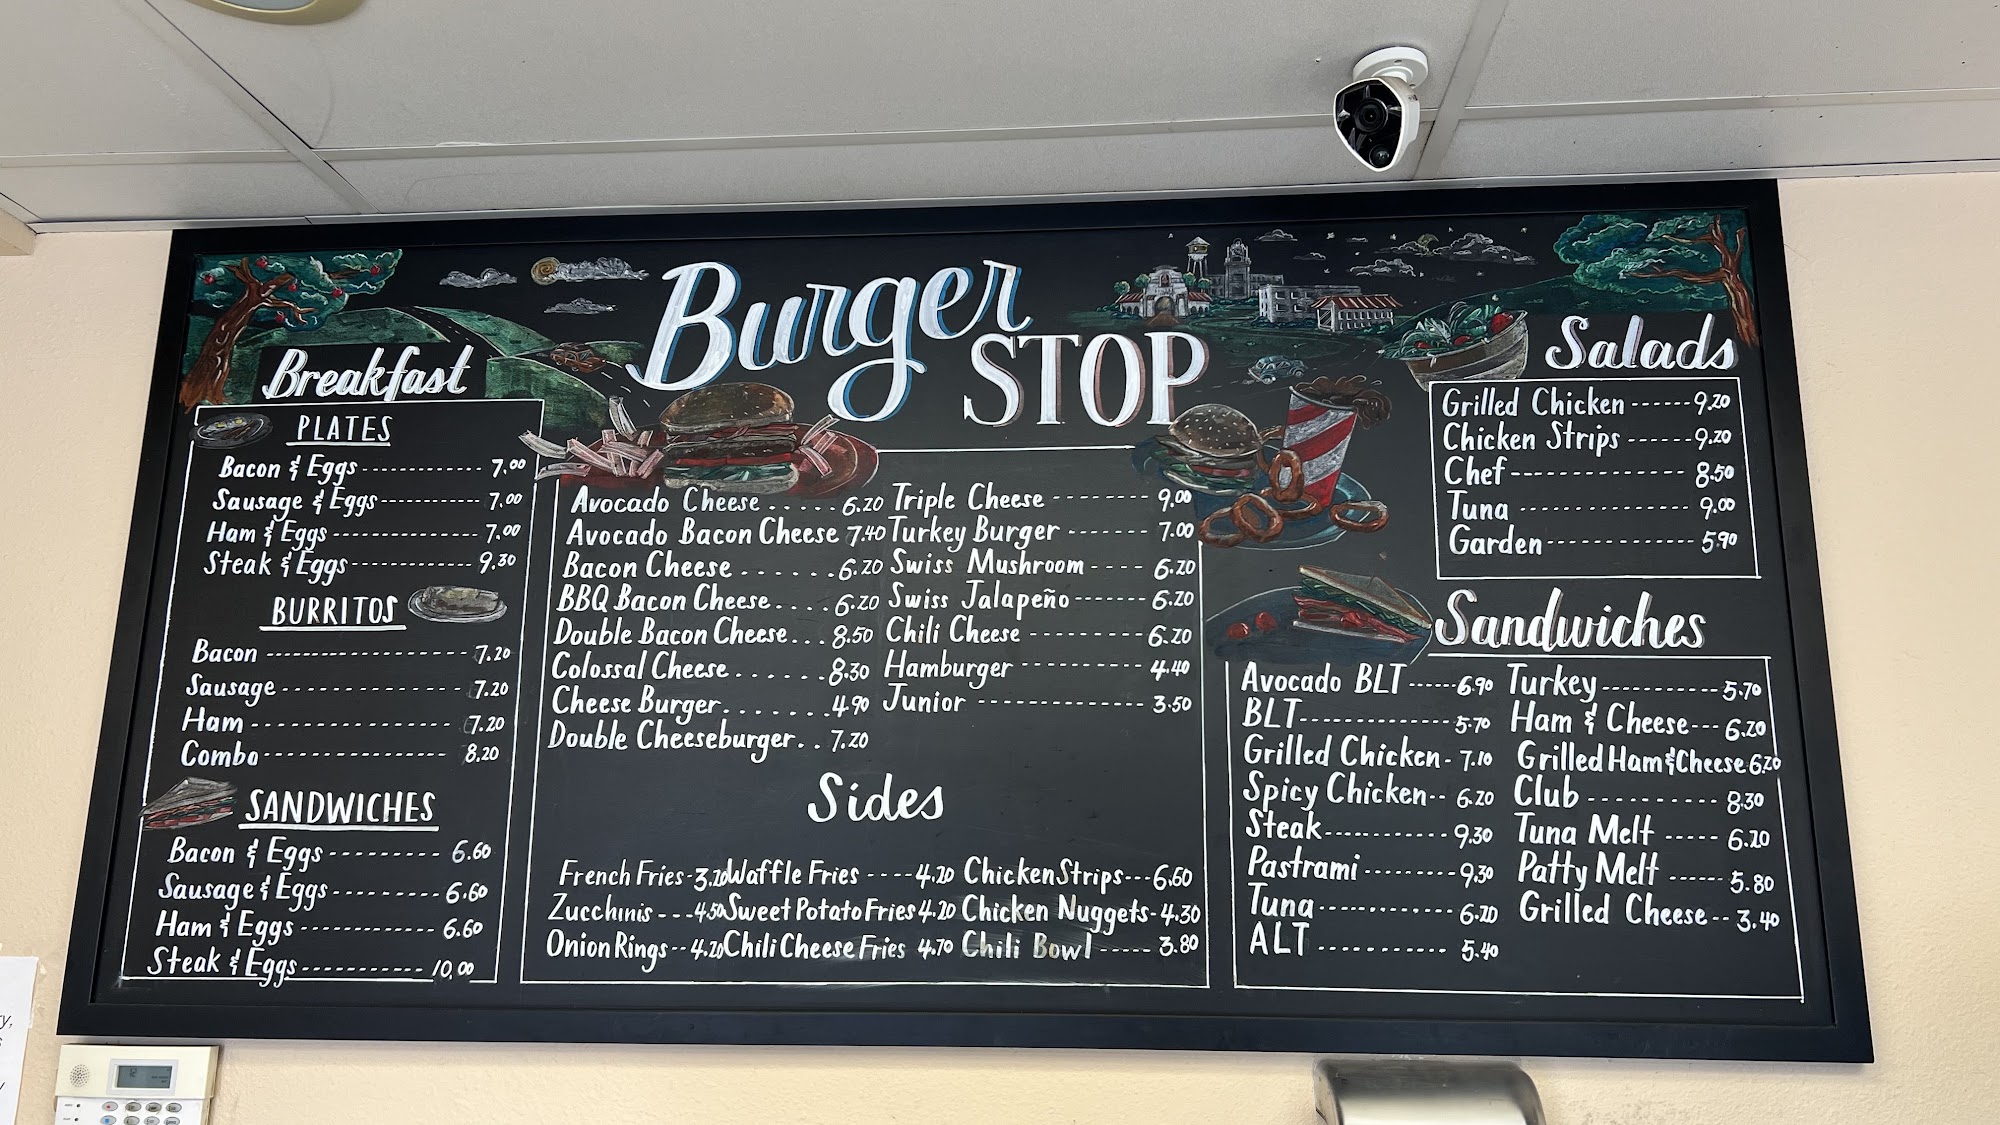 Burger
STOP
Breakfast
PLATES
Bacon & Eggs ------------ 7.00
Sausage & Eggs ----------- 7.00
Ham & Eggs --------------- 7.00
Steak & Eggs ------------ 9.30
BURRITOS
Bacon -------------------- 7.20
Sausage ----------------- 7.20
Ham --------------------- 7.20
Combo ------------------ 8.20
SANDWICHES
Bacon & Eggs --------- 6.60
Sausage & Eggs --------- 6.60
Ham & Eggs ----------- 6.60
Steak & Eggs ----------- 10.00
Avocado Cheese ..... 6.20
Avocado Bacon Cheese 7.40
Bacon Cheese ...... 6.20
BBQ Bacon Cheese .... 6.20
Double Bacon Cheese ... 8.50
Colossal Cheese ...... 8.30
Cheese Burger ....... 4.90
Double Cheeseburger .. 7.20
Triple Cheese -------- 9.00
Turkey Burger ------- 7.00
Swiss Mushroom ---- 6.20
Swiss Jalapeño ------- 6.20
Chili Cheese --------- 6.20
Hamburger ---------- 4.40
Junior -------------- 3.50
Sides
French Fries - 3.20
Zucchinis --- 4.50
Onion Rings -- 4.20
Waffle Fries ---- 4.20
Sweet Potato Fries 4.20
Chili Cheese Fries 4.70
Chicken Strips --- 6.60
Chicken Nuggets - 4.30
Chili Bowl ----- 3.80
Salads
Grilled Chicken ------ 9.20
Chicken Strips ------ 9.20
Chef -------------- 8.50
Tuna -------------- 9.00
Garden ------------- 5.90
Sandwiches
Avocado BLT ------ 6.90
BLT --------------- 5.70
Grilled Chicken - 7.10
Spicy Chicken -- 6.20
Steak ------------ 9.30
Pastrami --------- 9.30
Tuna ------------ 6.20
ALT ----------- 5.40
Turkey ----------- 5.70
Ham & Cheese --- 6.20
Grilled Ham & Cheese 6.20
Club ---------- 8.30
Tuna Melt ----- 6.20
Patty Melt ------ 5.80
Grilled Cheese -- 3.40